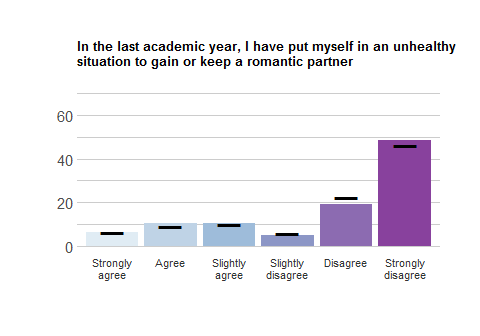 In the last academic year, I have put myself in an unhealthy
situation to gain or keep a romantic partner
60
40
20
0
Strongly
agree
Agree
Slightly
agree
Slightly
disagree
Disagree
Strongly
disagree